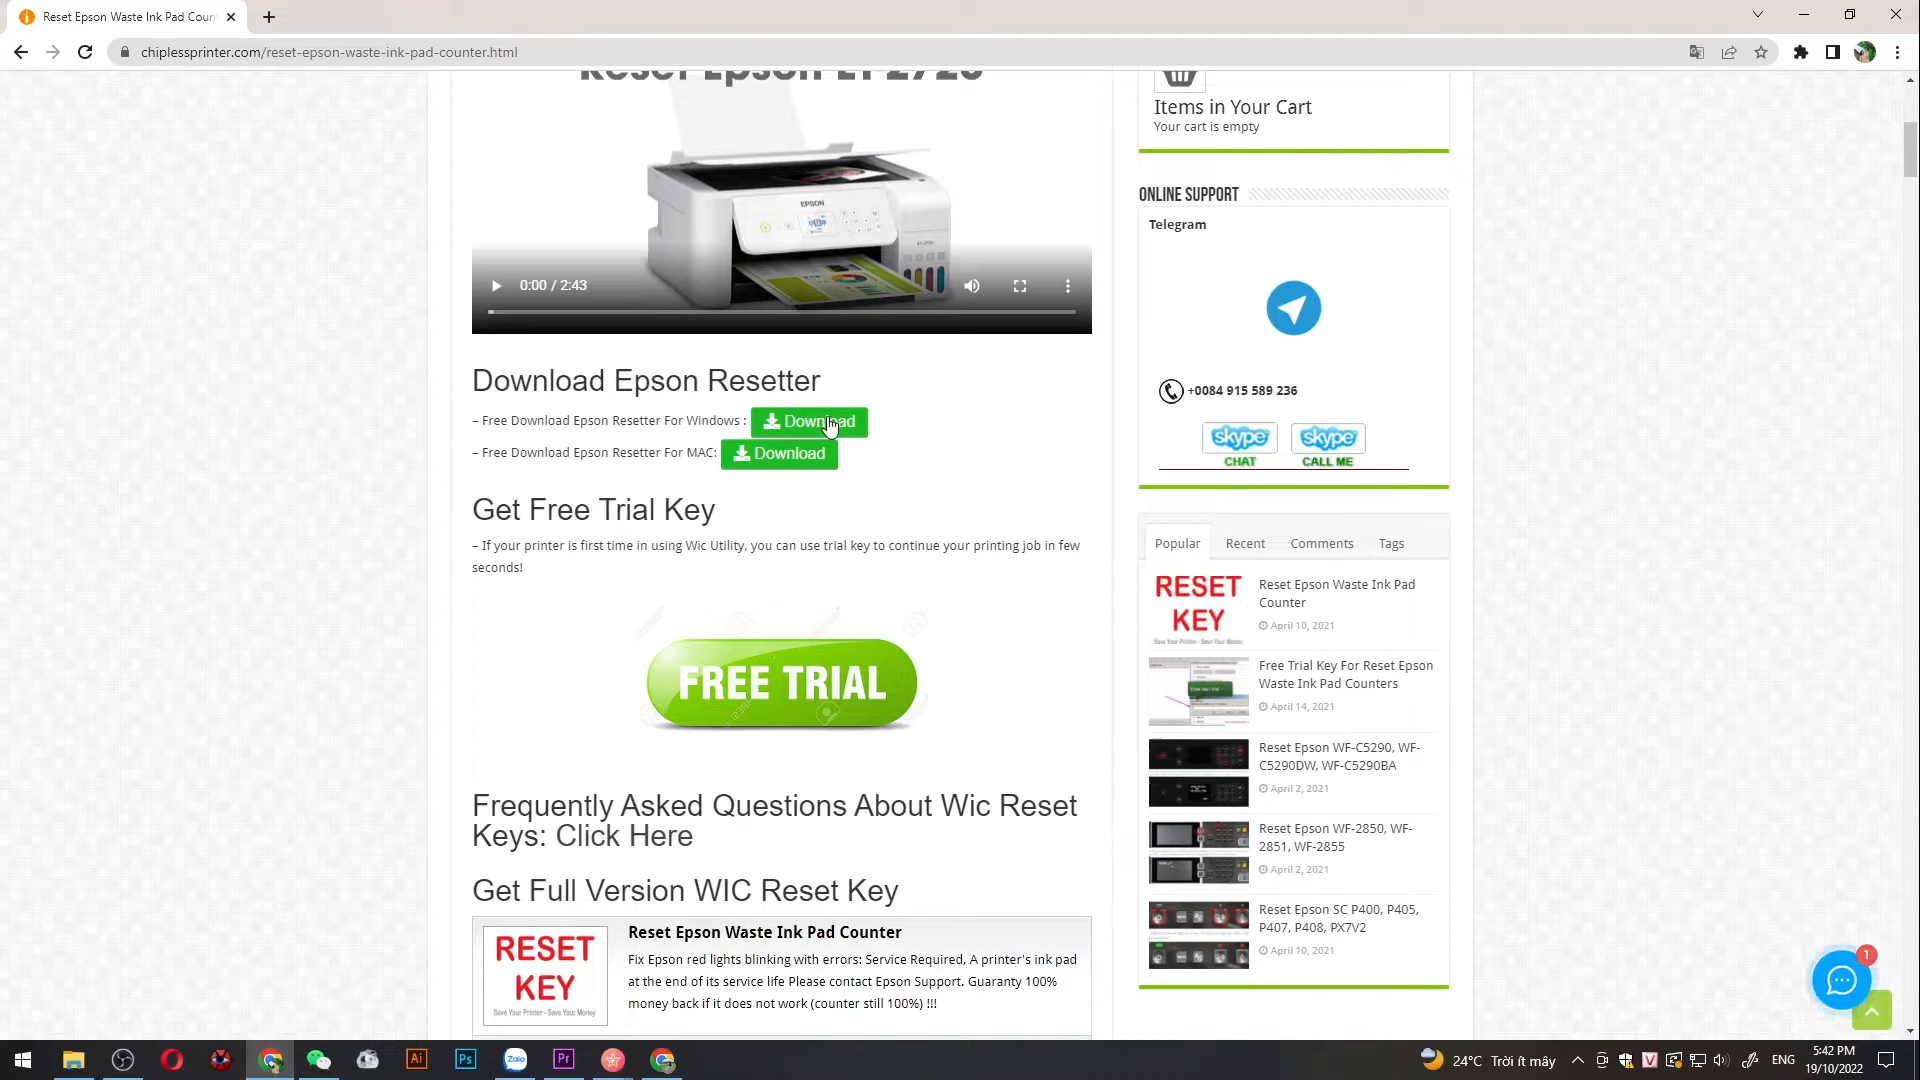 Reset Epson Waste Ink Pad Coun
chiplessprinter.com/reset-epson-waste-ink-pad-counter.html
Reset Epson ET 2720
EPSON
0:00 / 2:43
Download Epson Resetter
– Free Download Epson Resetter For Windows : Download
– Free Download Epson Resetter For MAC: Download
Get Free Trial Key
– If your printer is first time in using Wic Utility, you can use trial key to continue your printing job in few
seconds!
FREE TRIAL
Frequently Asked Questions About Wic Reset
Keys: Click Here
Get Full Version WIC Reset Key
RESET
KEY
Save Your Printer - Save Your Money
Reset Epson Waste Ink Pad Counter
Fix Epson red lights blinking with errors: Service Required, A printer's ink pad
at the end of its service life Please contact Epson Support. Guaranty 100%
money back if it does not work (counter still 100%) !!!
Items in Your Cart
Your cart is empty
ONLINE SUPPORT
Telegram
+0084 915 589 236
skype skype
CHAT CALL ME
Popular Recent Comments Tags
RESET
KEY
Save Your Printer - Save Your Money
Reset Epson Waste Ink Pad
Counter
April 10, 2021
Free Trial Key For Reset Epson
Waste Ink Pad Counters
April 14, 2021
Reset Epson WF-C5290, WF-
C5290DW, WF-C5290BA
April 2, 2021
Reset Epson WF-2850, WF-
2851, WF-2855
April 2, 2021
Reset Epson SC P400, P405,
P407, P408, PX7V2
April 10, 2021
1
Ai
Ps
Zalo
Pr
24°C Trời ít mây
V
ENG
5:42 PM
19/10/2022